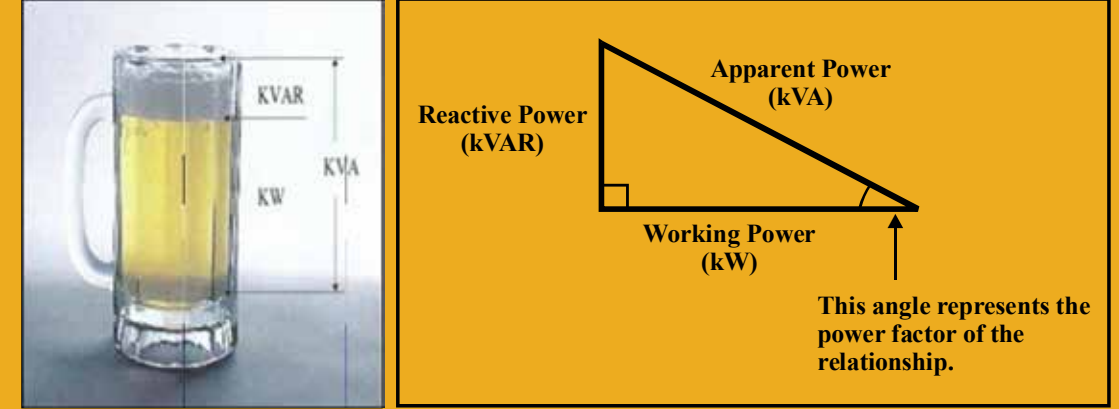 KVAR
KVA
KW
Apparent Power
(kVA)
Reactive Power
(kVAR)
Working Power
(kW)
This angle represents the
power factor of the
relationship.